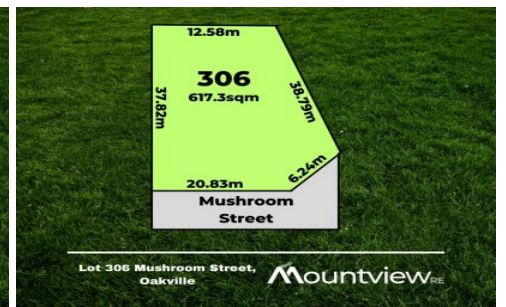 12.58m
306
617.3sqm
37.82m
38.79m
6.24m
20.83m
Mushroom
Street
Lot 306 Mushroom Street,
Oakville
Mountview RE